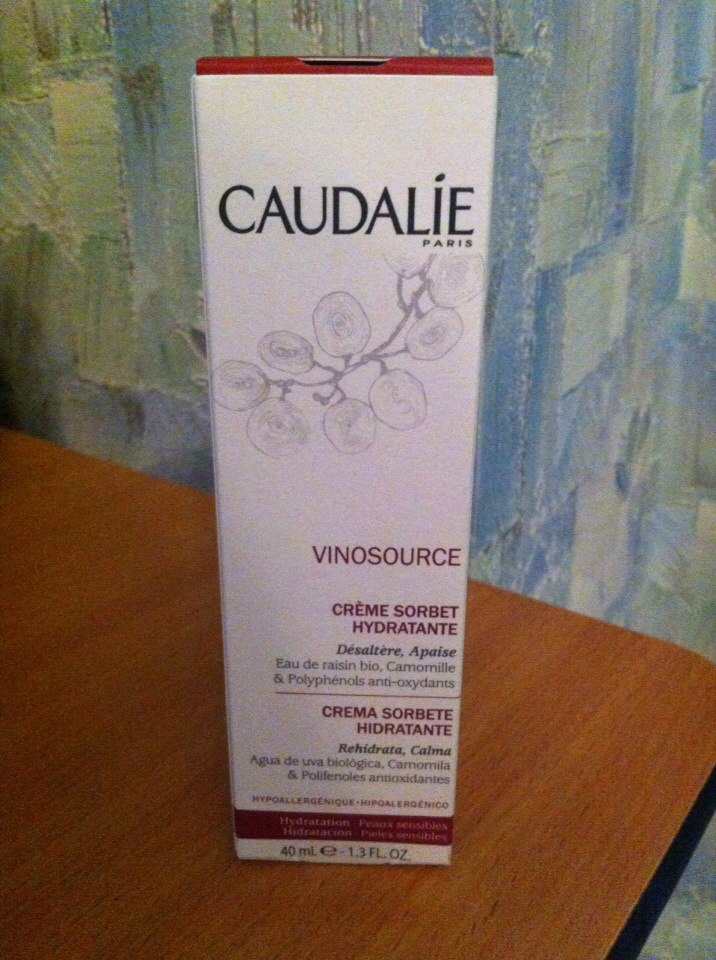 CAUDALÍE
PARIS
VINOSOURCE
CRÈME SORBET
HYDRATANTE
Désaltère, Apaise
Eau de raisin bio, Camomille
& Polyphénols anti-oxydants
CREMA SORBETE
HIDRATANTE
Rehidrata, Calma
Agua de uva biológica, Camomila
& Polifenoles antioxidantes
HYPOALLERGÉNIQUE · HIPOALERGÉNICO
Hydratation · Peaux sensibles
Hidratación · Pieles sensibles
40 mL ℮ - 1.3 FL. OZ.